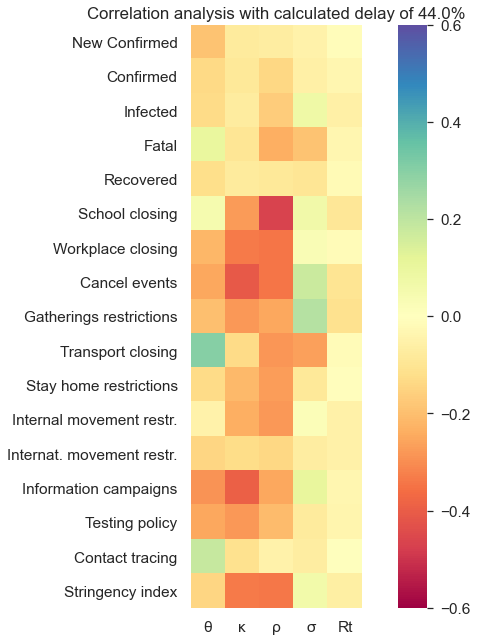 Correlation analysis with calculated delay of 44.0%
New Confirmed
Confirmed
Infected
Fatal
Recovered
School closing
Workplace closing
Cancel events
Gatherings restrictions
Transport closing
Stay home restrictions
Internal movement restr.
Internat. movement restr.
Information campaigns
Testing policy
Contact tracing
Stringency index
θ κ ρ σ Rt
0.6
0.4
0.2
0.0
−0.2
−0.4
−0.6